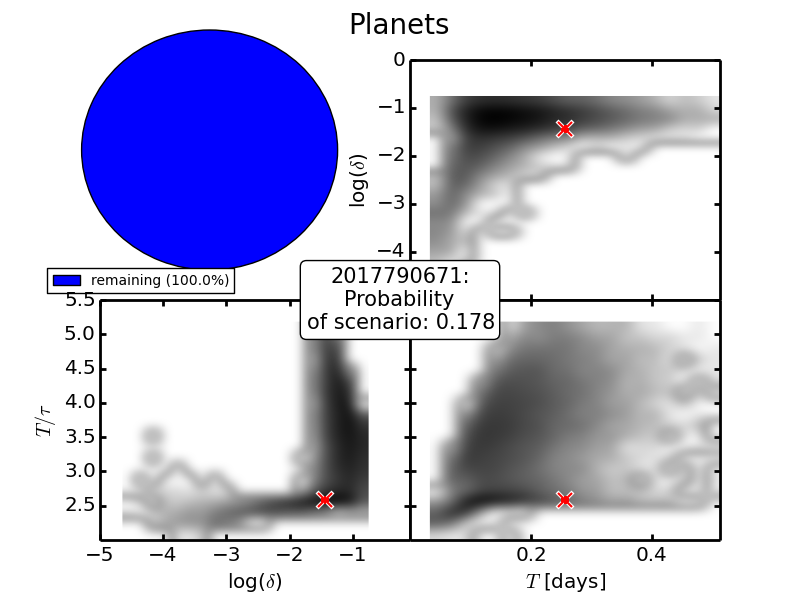 Planets
remaining (100.0%)
2017790671:
Probability
of scenario: 0.178
0
−1
−2
−3
−4
log(δ)
5.5
5.0
4.5
4.0
3.5
3.0
2.5
T/τ
−5 −4 −3 −2 −1
log(δ)
0.2 0.4
T [days]